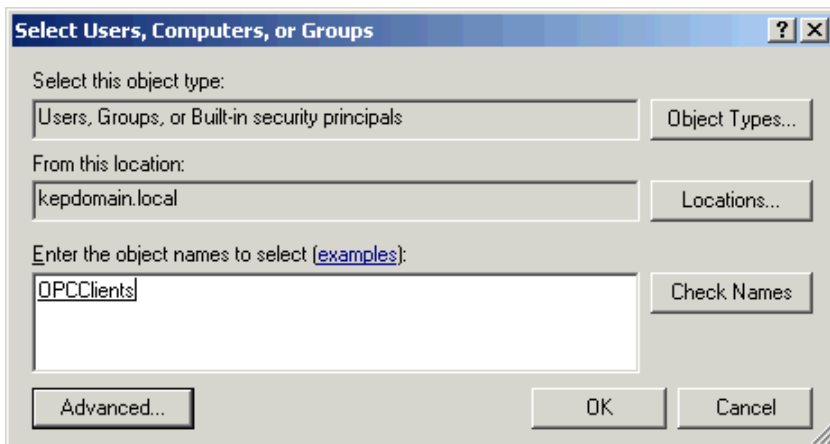 Select Users, Computers, or Groups
Select this object type:
Users, Groups, or Built-in security principals
Object Types...
From this location:
kepdomain.local
Locations...
Enter the object names to select (examples):
OPCClients
Check Names
Advanced...
OK
Cancel